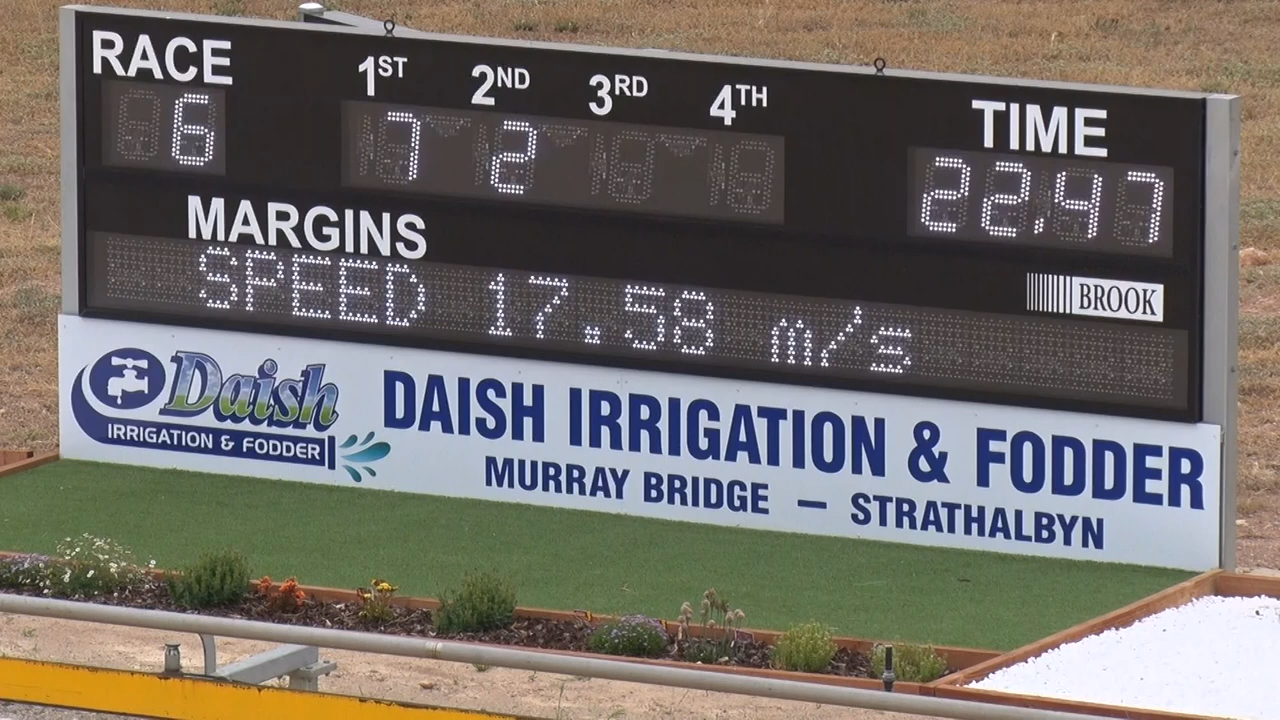 RACE 1ST 2ND 3RD 4TH TIME
6 7 2 22.47
MARGINS
SPEED 17.58 m/s
BROOK
Daish
IRRIGATION & FODDER
DAISH IRRIGATION & FODDER
MURRAY BRIDGE – STRATHALBYN